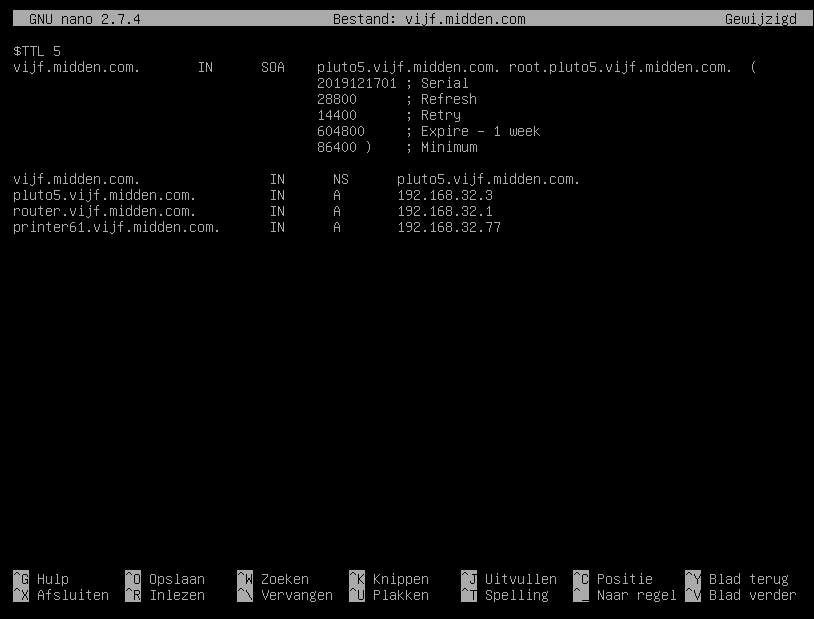 GNU nano 2.7.4 Bestand: vijf.midden.com Gewijzigd
$TTL 5
vijf.midden.com. IN SOA pluto5.vijf.midden.com. root.pluto5.vijf.midden.com. (
2019121701 ; Serial
28800 ; Refresh
14400 ; Retry
604800 ; Expire - 1 week
86400 ) ; Minimum
vijf.midden.com. IN NS pluto5.vijf.midden.com.
pluto5.vijf.midden.com. IN A 192.168.32.3
router.vijf.midden.com. IN A 192.168.32.1
printer61.vijf.midden.com. IN A 192.168.32.77
^G Hulp ^O Opslaan ^W Zoeken ^K Knippen ^J Uitvullen ^C Positie ^Y Blad terug
^X Afsluiten ^R Inlezen ^\ Vervangen ^U Plakken ^T Spelling ^_ Naar regel ^V Blad verder